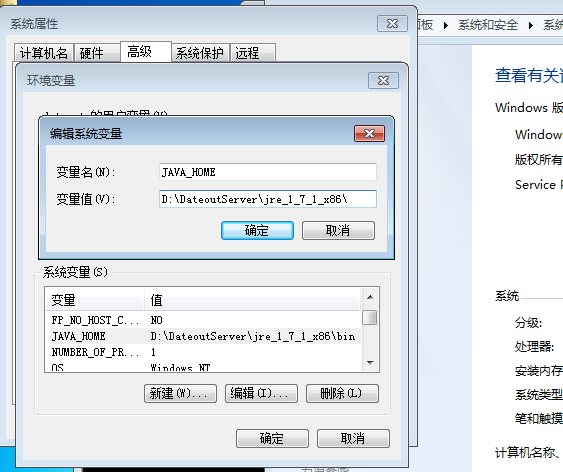 系统属性
计算机名 硬件 高级 系统保护 远程
环境变量
的用户变量(U)
编辑系统变量
变量名(N): JAVA_HOME
变量值(V): D:\DateoutServer\jre_1_7_1_x86\
确定 取消
系统变量(S)
变量 值
FP_NO_HOST_C... NO
JAVA_HOME D:\DateoutServer\jre_1_7_1_x86\bin
NUMBER_OF_PR... 1
OS Windows_NT
新建(W)... 编辑(I)... 删除(L)
确定 取消
面板 系统和安全 系统
查看有关
Windows 版
Window
版权所有
Service P
系统
分级:
处理器:
安装内存
系统类型
笔和触摸
计算机名称、